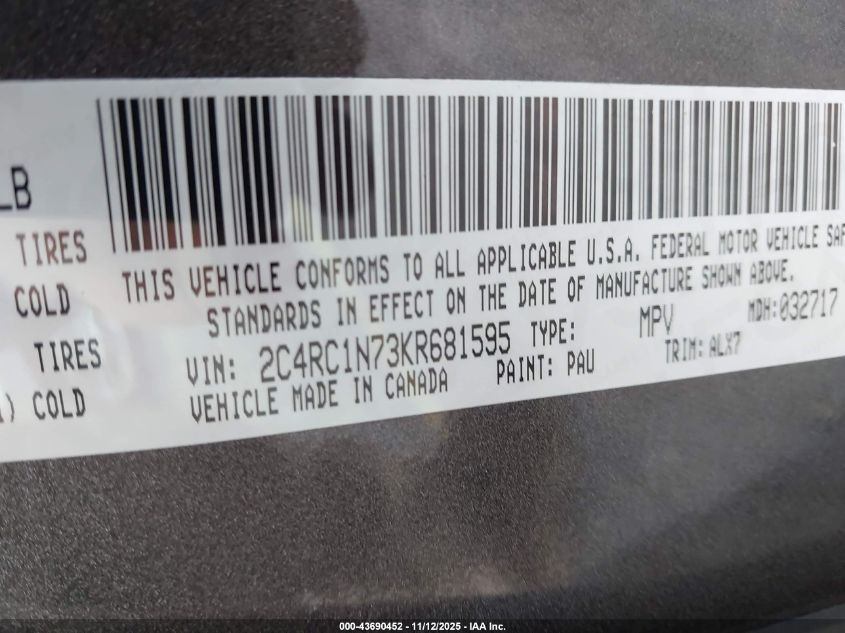 LB
TIRES
COLD
TIRES
) COLD
THIS VEHICLE CONFORMS TO ALL APPLICABLE U.S.A. FEDERAL MOTOR VEHICLE SAF
STANDARDS IN EFFECT ON THE DATE OF MANUFACTURE SHOWN ABOVE.
VIN: 2C4RC1N73KR681595 TYPE: MPV MDH:032717
VEHICLE MADE IN CANADA PAINT: PAU TRIM: ALX7
000-43690452 - 11/12/2025 - IAA Inc.